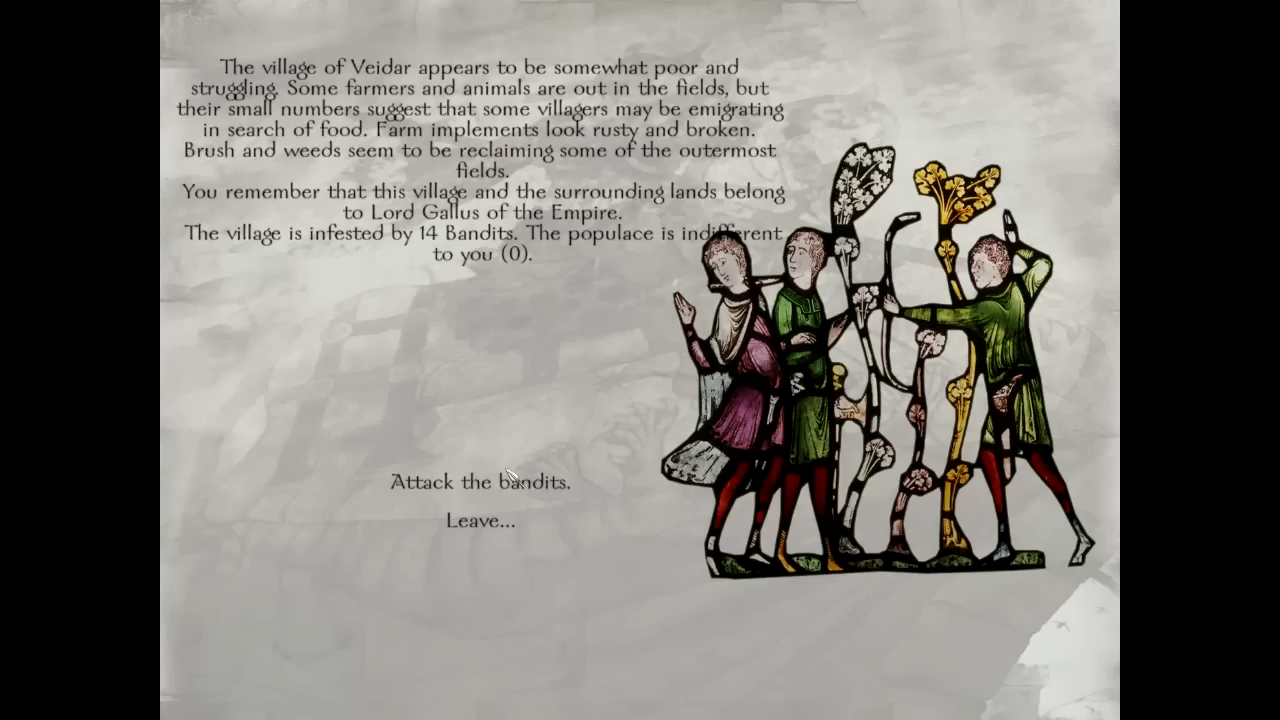 The village of Veidar appears to be somewhat poor and
struggling. Some farmers and animals are out in the fields, but
their small numbers suggest that some villagers may be emigrating
in search of food. Farm implements look rusty and broken.
Brush and weeds seem to be reclaiming some of the outermost
fields.
You remember that this village and the surrounding lands belong
to Lord Gallus of the Empire.
The village is infested by 14 Bandits. The populace is indifferent
to you (0).
Attack the bandits.
Leave...